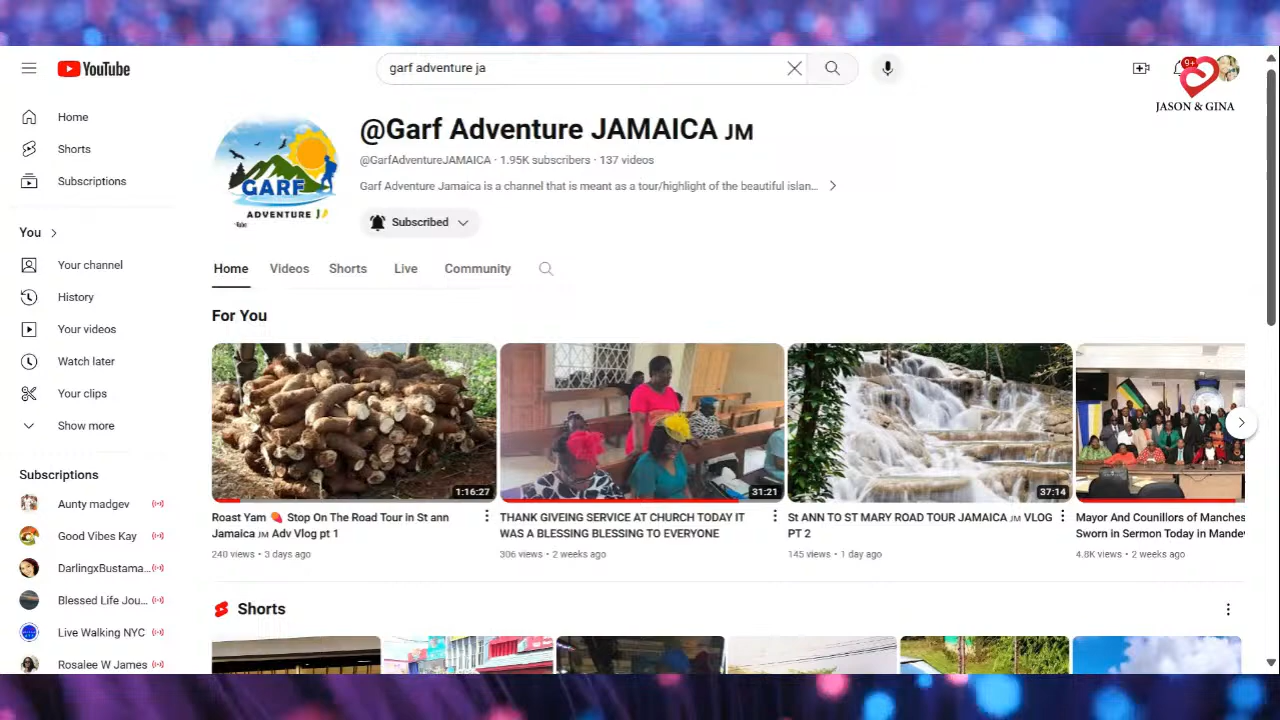 YouTube
garf adventure ja
9+
JASON & GINA
Home
Shorts
Subscriptions
You
Your channel
History
Your videos
Watch later
Your clips
Show more
Subscriptions
Aunty madgev
Good Vibes Kay
DarlingxBustama...
Blessed Life Jou...
Live Walking NYC
Rosalee W James
GARF
ADVENTURE
@Garf Adventure JAMAICA JM
@GarfAdventureJAMAICA · 1.95K subscribers · 137 videos
Garf Adventure Jamaica is a channel that is meant as a tour/highlight of the beautiful islan...
Subscribed
Home Videos Shorts Live Community
For You
1:16:27
Roast Yam 🍠 Stop On The Road Tour in St ann
Jamaica JM Adv Vlog pt 1
240 views • 3 days ago
31:21
THANK GIVEING SERVICE AT CHURCH TODAY IT
WAS A BLESSING BLESSING TO EVERYONE
306 views • 2 weeks ago
37:14
St ANN TO ST MARY ROAD TOUR JAMAICA JM VLOG
PT 2
145 views • 1 day ago
Mayor And Counillors of Manches
Sworn in Sermon Today in Mandev
4.8K views • 2 weeks ago
Shorts